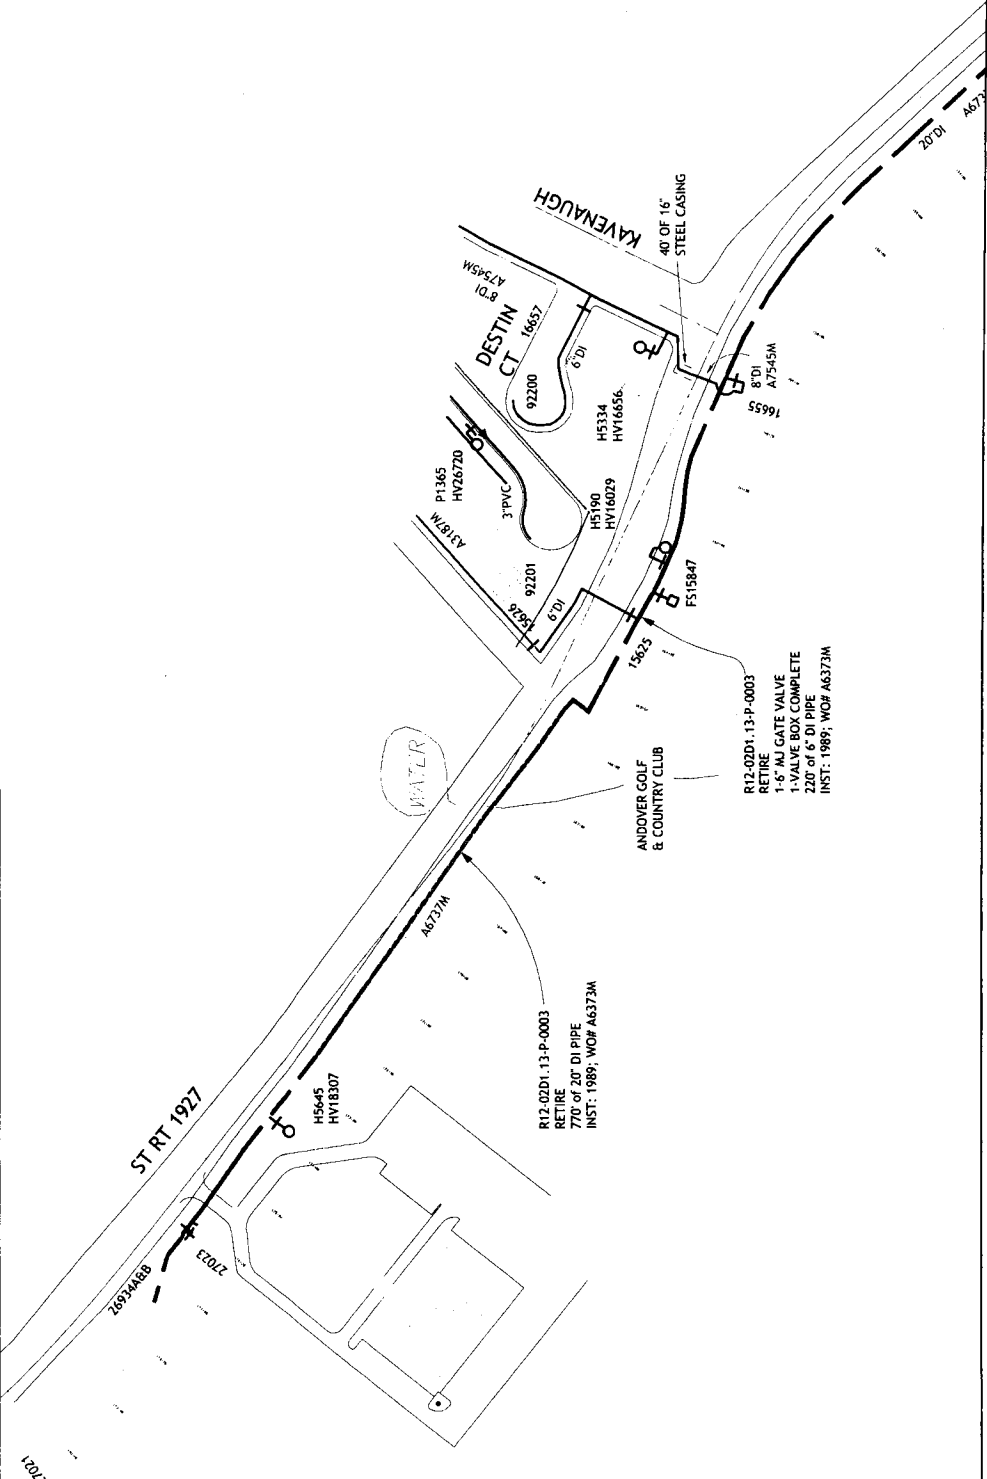 KAVENAUGH
20"DI
A673
40' OF 16"
STEEL CASING
8"DI
A7545M
DESTIN
CT
16657
6"DI
92200
H5334
HV16656
8"DI
A7545M
16655
P1365
HV26720
3"PVC
A3187M
H5190
HV16029
92201
15626
6"DI
FS15847
15625
R12-02D1.13-P-0003
RETIRE
1-6" MJ GATE VALVE
1-VALVE BOX COMPLETE
220' of 6" DI PIPE
INST: 1989; WO# A6373M
WATER
ANDOVER GOLF
& COUNTRY CLUB
A6737M
R12-02D1.13-P-0003
RETIRE
770' of 20" DI PIPE
INST: 1989; WO# A6373M
ST RT 1927
H5645
HV18307
27023
26934A&B
7021